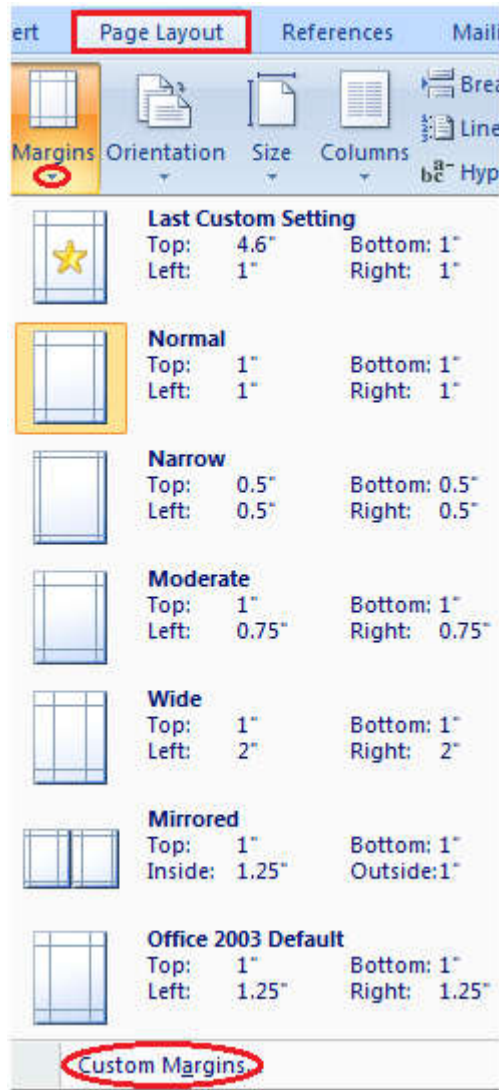 ert Page Layout References Maili
Brea
Line
Margins Orientation Size Columns
bc a- Hyp
Last Custom Setting
Top: 4.6" Bottom: 1"
Left: 1" Right: 1"
Normal
Top: 1" Bottom: 1"
Left: 1" Right: 1"
Narrow
Top: 0.5" Bottom: 0.5"
Left: 0.5" Right: 0.5"
Moderate
Top: 1" Bottom: 1"
Left: 0.75" Right: 0.75"
Wide
Top: 1" Bottom: 1"
Left: 2" Right: 2"
Mirrored
Top: 1" Bottom: 1"
Inside: 1.25" Outside: 1"
Office 2003 Default
Top: 1" Bottom: 1"
Left: 1.25" Right: 1.25"
Custom Margins...